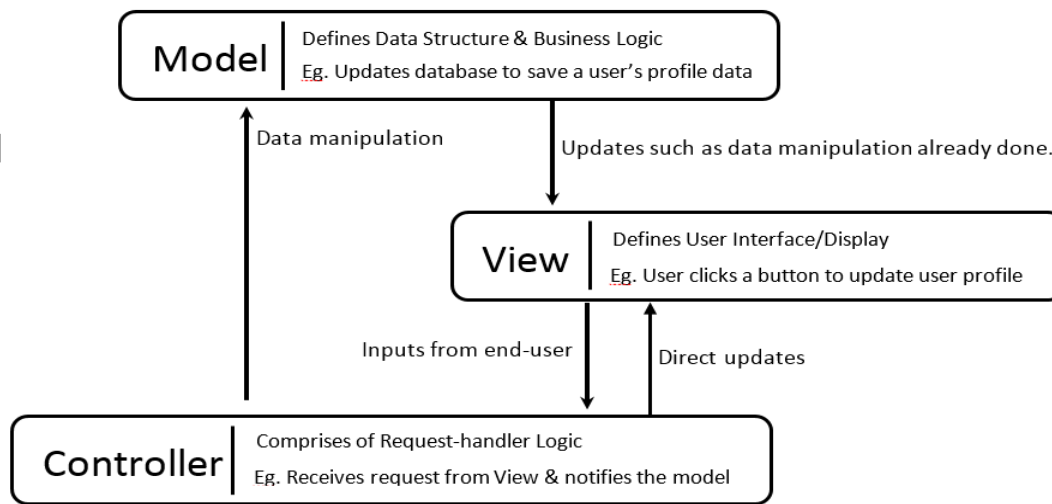 Model
Defines Data Structure & Business Logic
Eg. Updates database to save a user's profile data
Data manipulation
Updates such as data manipulation already done.
View
Defines User Interface/Display
Eg. User clicks a button to update user profile
Inputs from end-user
Direct updates
Controller
Comprises of Request-handler Logic
Eg. Receives request from View & notifies the model